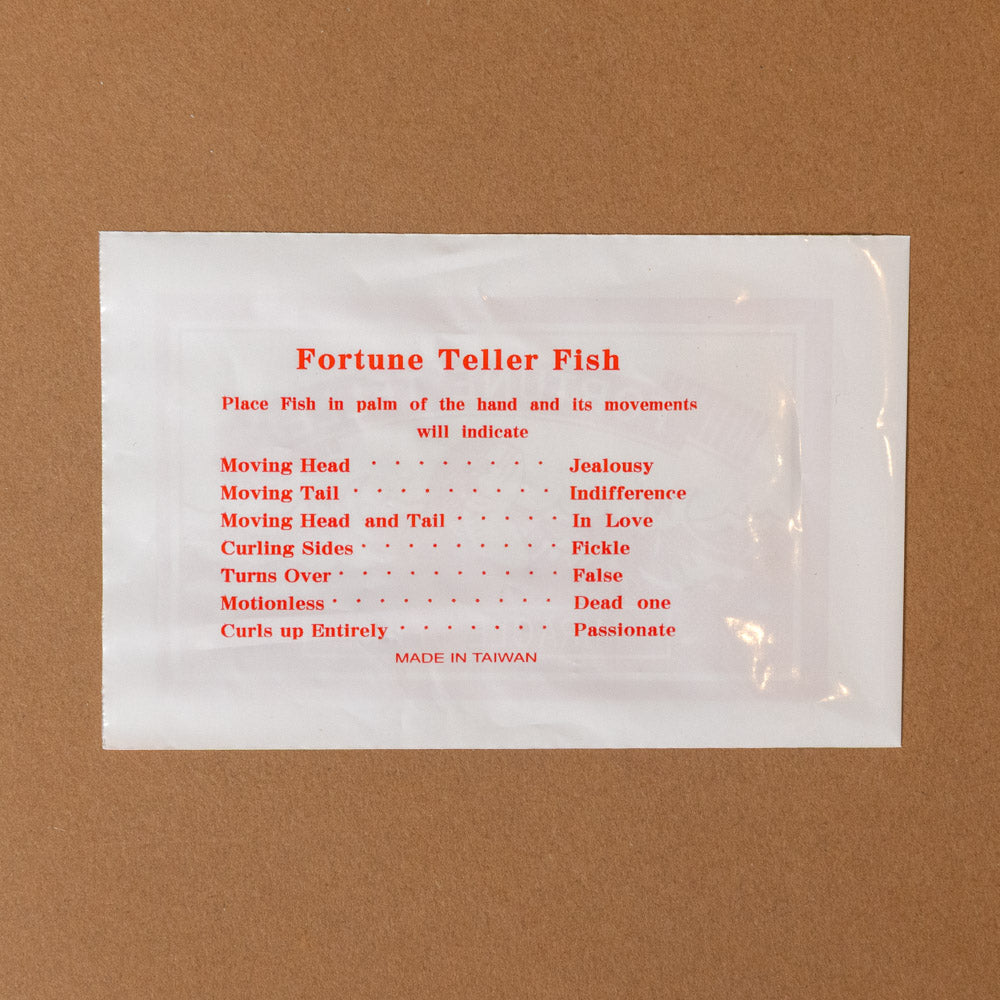 Fortune Teller Fish
Place Fish in palm of the hand and its movements
will indicate
Moving Head . . . . . . . . Jealousy
Moving Tail . . . . . . . . . Indifference
Moving Head and Tail . . . . . In Love
Curling Sides . . . . . . . . . Fickle
Turns Over . . . . . . . . . . False
Motionless . . . . . . . . . . Dead one
Curls up Entirely . . . . . . . Passionate
MADE IN TAIWAN